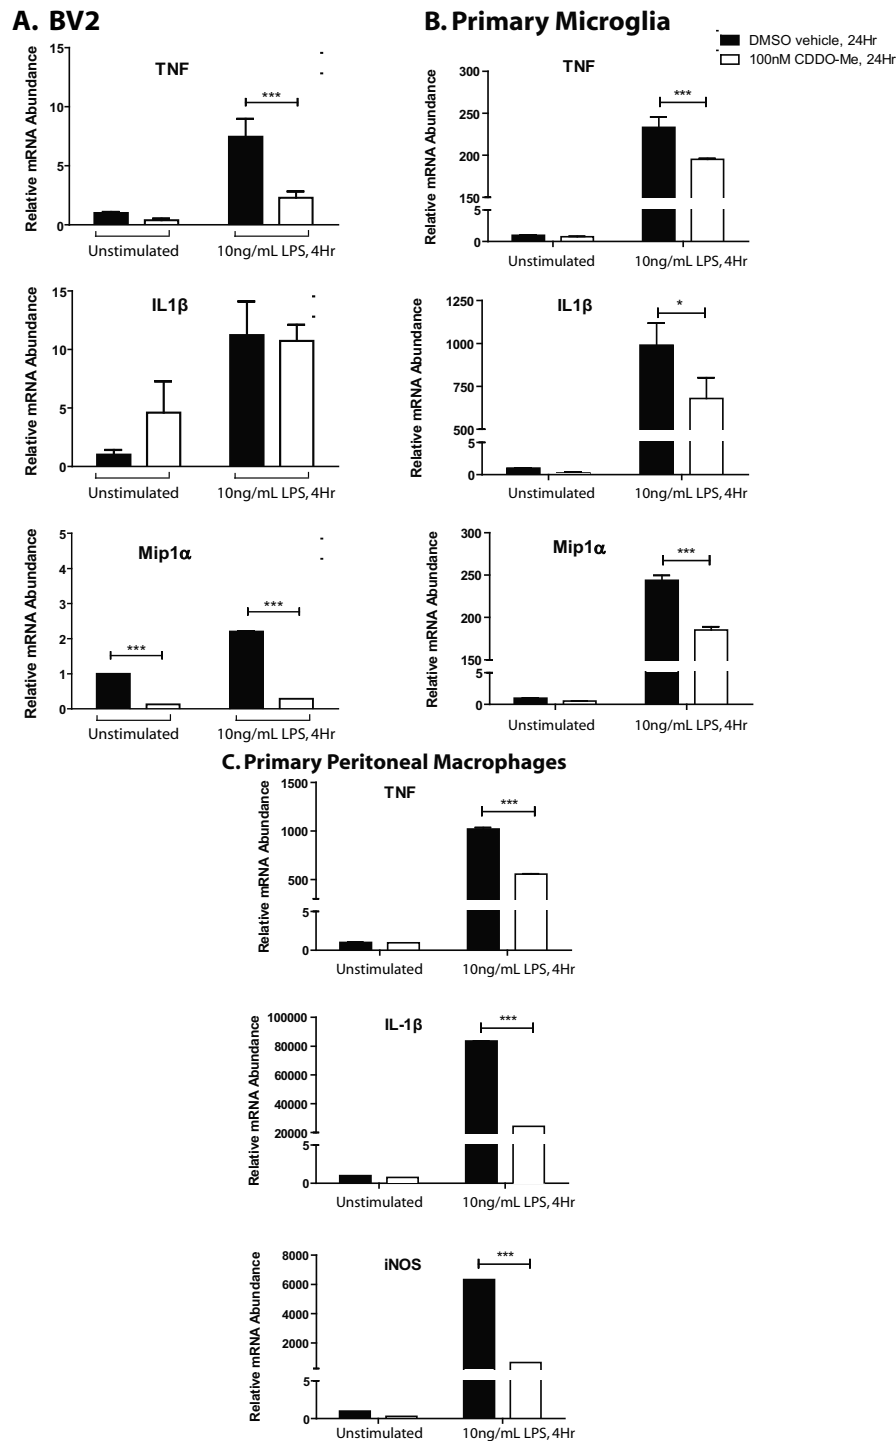 A. BV2
B. Primary Microglia
DMSO vehicle, 24Hr
100nM CDDO-Me, 24Hr
TNF
Relative mRNA Abundance
15
10
5
0
***
Unstimulated
10ng/mL LPS, 4Hr
TNF
Relative mRNA Abundance
300
250
200
150
5
0
***
Unstimulated
10ng/mL LPS, 4Hr
IL1β
Relative mRNA Abundance
15
10
5
0
Unstimulated
10ng/mL LPS, 4Hr
IL1β
Relative mRNA Abundance
1250
1000
750
500
5
0
*
Unstimulated
10ng/mL LPS, 4Hr
Mip1α
Relative mRNA Abundance
5
4
3
2
1
0
***
***
Unstimulated
10ng/mL LPS, 4Hr
Mip1α
Relative mRNA Abundance
300
250
200
150
5
0
***
Unstimulated
10ng/mL LPS, 4Hr
C. Primary Peritoneal Macrophages
TNF
Relative mRNA Abundance
1500
1000
500
5
0
***
Unstimulated
10ng/mL LPS, 4Hr
IL-1β
Relative mRNA Abundance
100000
80000
60000
40000
20000
5
0
***
Unstimulated
10ng/mL LPS, 4Hr
iNOS
Relative mRNA Abundance
8000
6000
4000
2000
5
0
***
Unstimulated
10ng/mL LPS, 4Hr